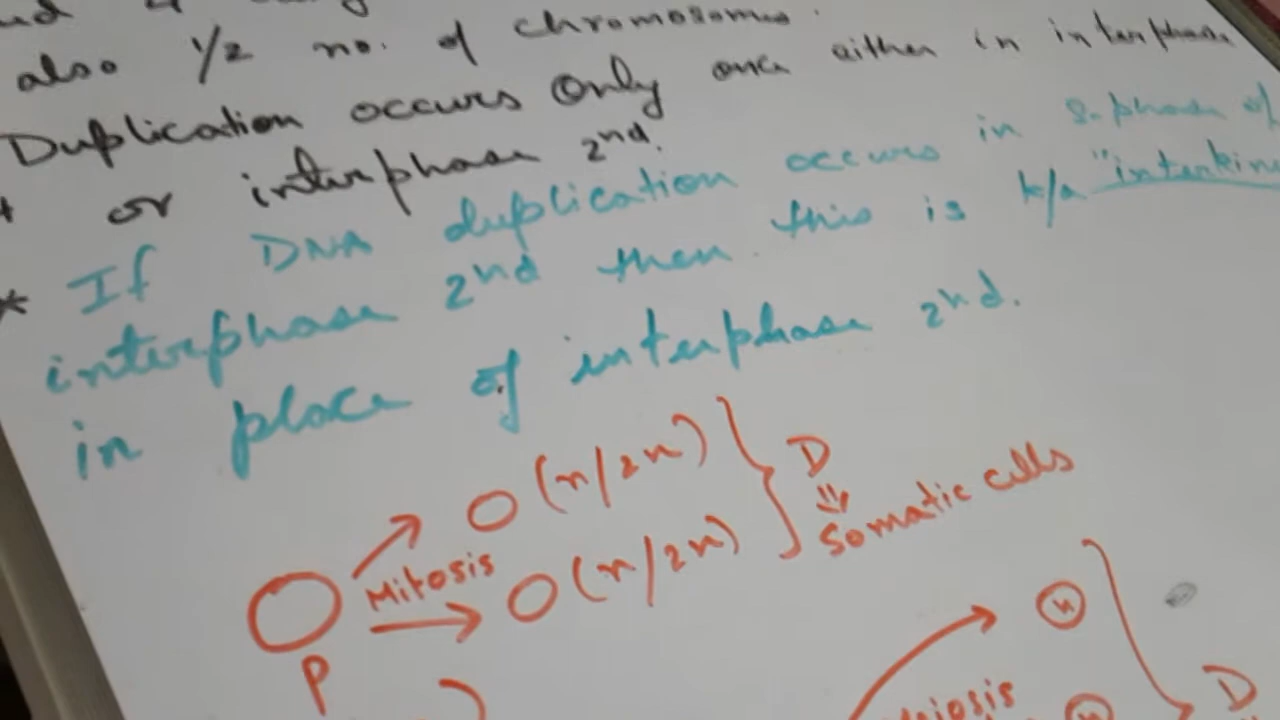 also 1/2 no. of chromosomes.
Duplication occurs only once either in interphase
or interphase 2nd.
* If DNA duplication occurs in S-phase of
interphase 2nd then this is k/a "interkine
in place of interphase 2nd.
O (n/2n)
Mitosis
O (n/2n)
D
Somatic cells
P
n
eiosis
n
D